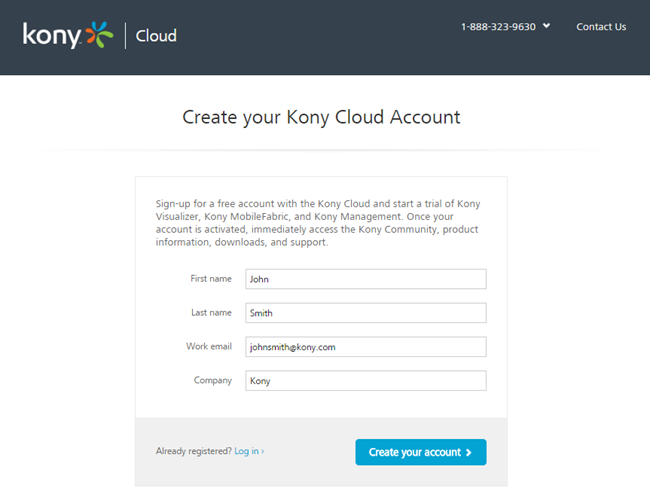 kony Cloud 1-888-323-9630 Contact Us
Create your Kony Cloud Account
Sign-up for a free account with the Kony Cloud and start a trial of Kony
Visualizer, Kony MobileFabric, and Kony Management. Once your
account is activated, immediately access the Kony Community, product
information, downloads, and support.
First name John
Last name Smith
Work email johnsmith@kony.com
Company Kony
Already registered? Log in › Create your account ›